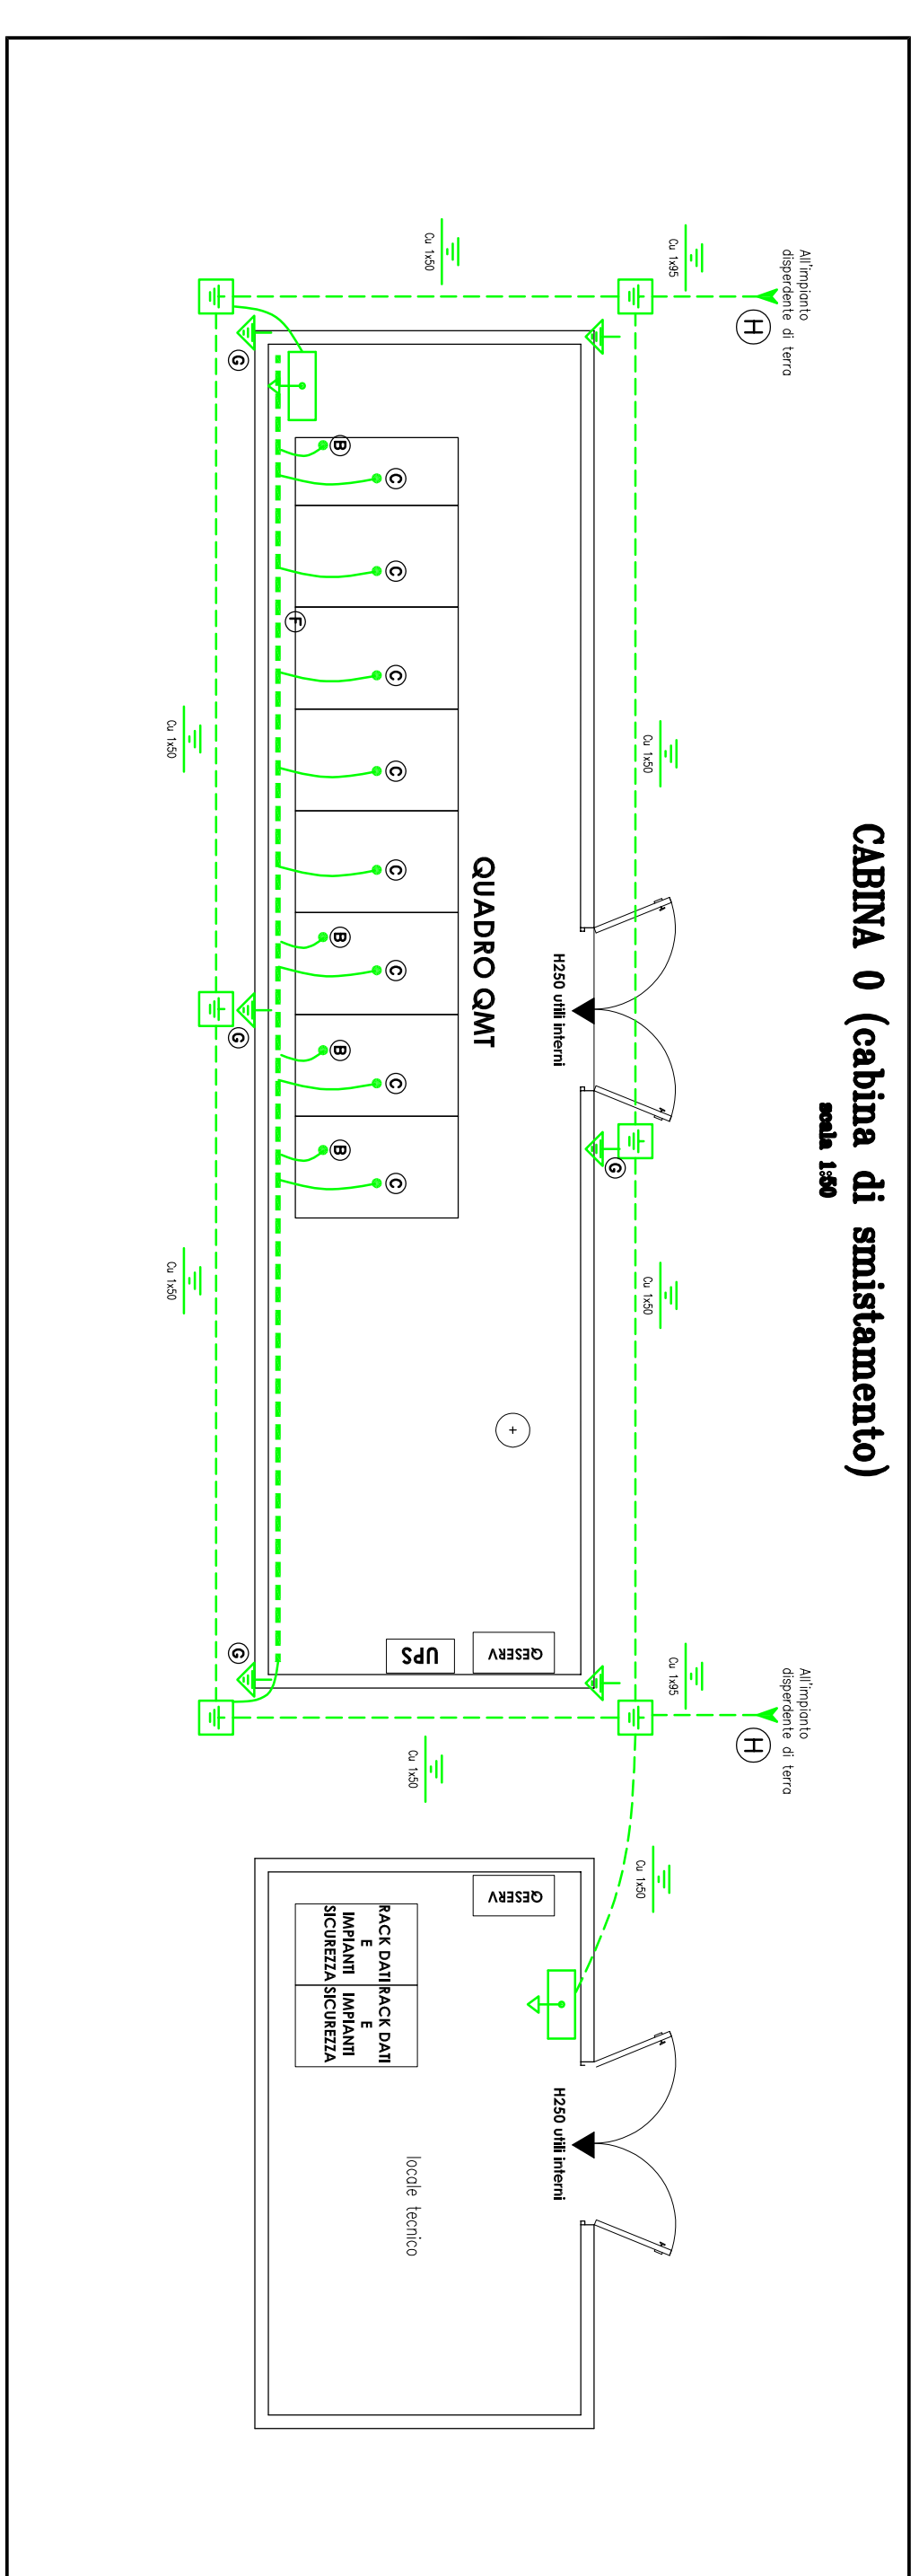 CABINA 0 (cabina di smistamento)
scala 1:50
All'impianto
disperdente di terra
H
All'impianto
disperdente di terra
H
Cu 1x95
Cu 1x95
Cu 1x50
Cu 1x50
Cu 1x50
G
H250 utili interni
H250 utili interni
QUADRO QMT
QESERV
QESERV
UPS
Cu 1x50
Cu 1x50
locale tecnico
C
C
C
C
C
C
C
C
RACK DATI
E
IMPIANTI
SICUREZZA
RACK DATI
E
IMPIANTI
SICUREZZA
B
B
B
B
F
G
G
G
Cu 1x50
Cu 1x50